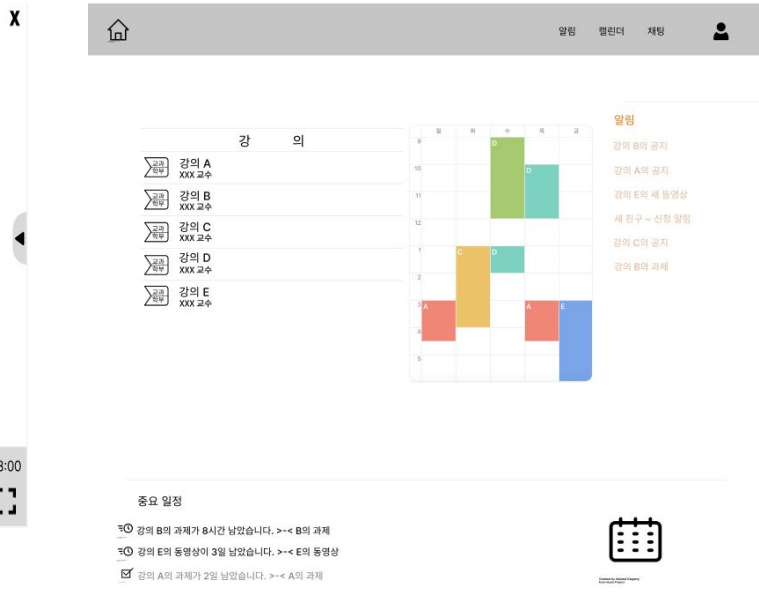 X
3:00
알림 캘린더 채팅
강 의
교과 학부
강의 A
XXX 교수
교과 학부
강의 B
XXX 교수
교과 학부
강의 C
XXX 교수
교과 학부
강의 D
XXX 교수
교과 학부
강의 E
XXX 교수
수 목 금
9
D
10
D
11
12
1
C D
2
3
A A E
4
5
알림
강의 B의 공지
강의 A의 공지
강의 E의 새 동영상
새 친구 ~ 신청 알림
강의 C의 공지
강의 B의 과제
중요 일정
강의 B의 과제가 8시간 남았습니다. >-< B의 과제
강의 E의 동영상이 3일 남았습니다. >-< E의 동영상
강의 A의 과제가 2일 남았습니다. >-< A의 과제